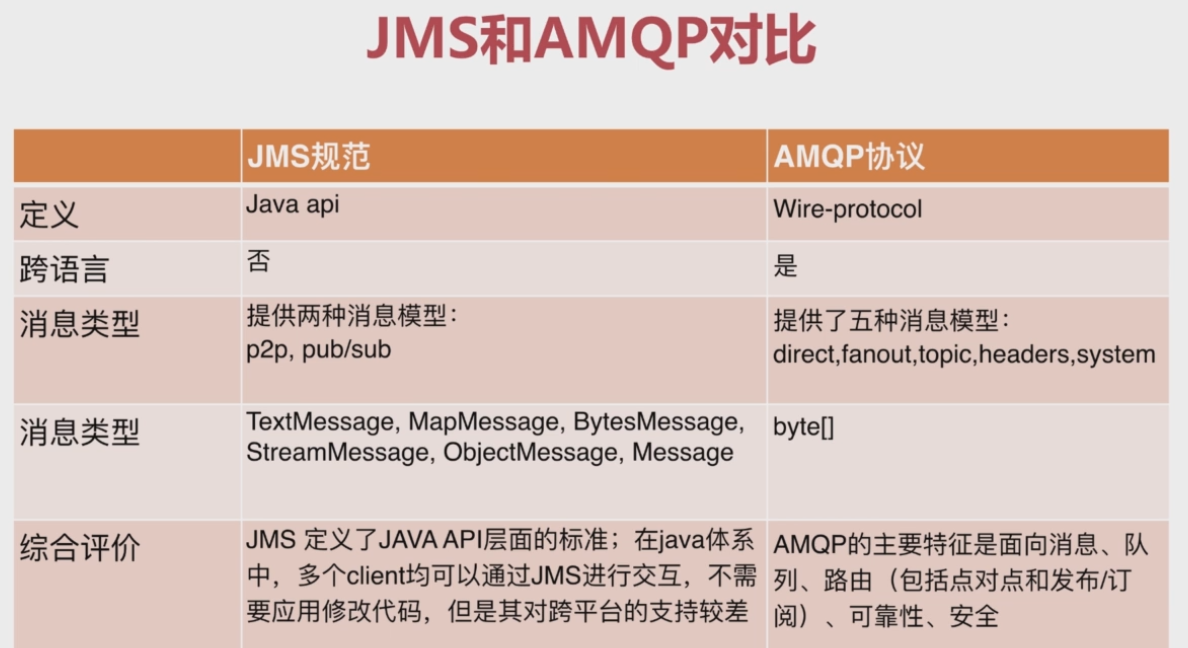 JMS和AMQP对比
JMS规范
AMQP协议
定义
Java api
Wire-protocol
跨语言
否
是
消息类型
提供两种消息模型：
p2p, pub/sub
提供了五种消息模型：
direct,fanout,topic,headers,system
消息类型
TextMessage, MapMessage, BytesMessage,
StreamMessage, ObjectMessage, Message
byte[]
综合评价
JMS 定义了JAVA API层面的标准；在java体系
中，多个client均可以通过JMS进行交互，不需
要应用修改代码，但是其对跨平台的支持较差
AMQP的主要特征是面向消息、队
列、路由（包括点对点和发布/订
阅）、可靠性、安全